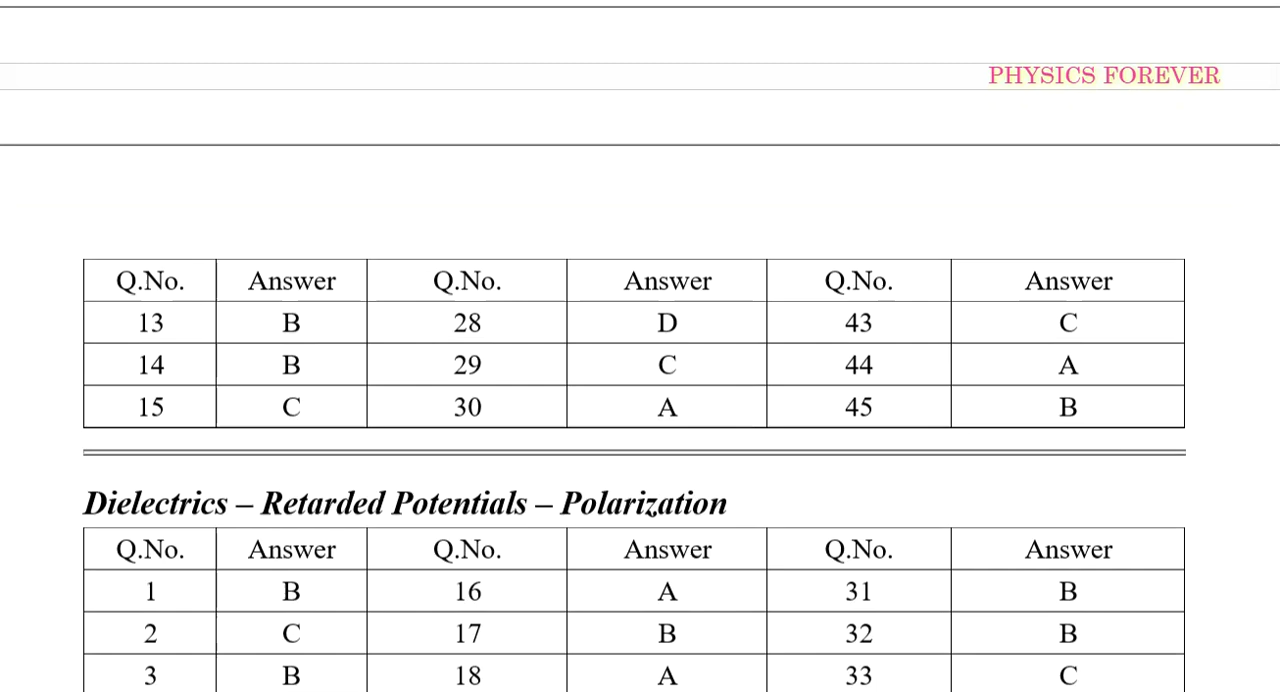 PHYSICS FOREVER
Q.No. Answer Q.No. Answer Q.No. Answer
13 B 28 D 43 C
14 B 29 C 44 A
15 C 30 A 45 B
Dielectrics – Retarded Potentials – Polarization
Q.No. Answer Q.No. Answer Q.No. Answer
1 B 16 A 31 B
2 C 17 B 32 B
3 B 18 A 33 C